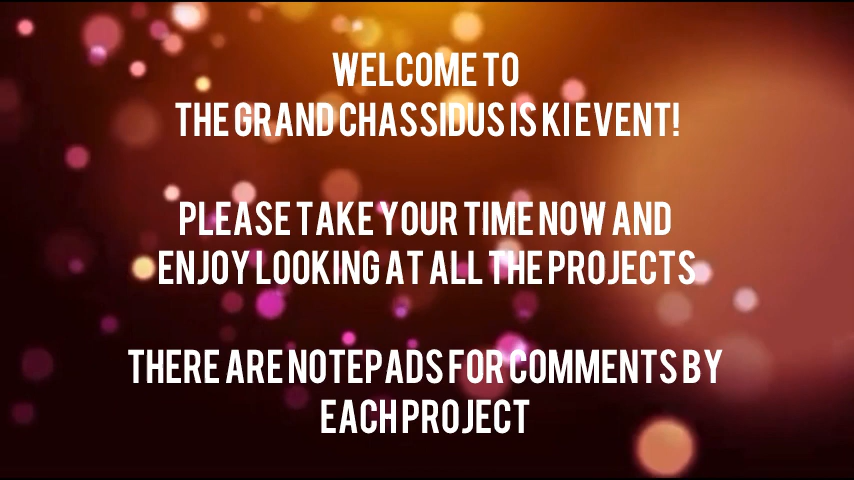 WELCOME TO
THE GRAND CHASSIDUS IS KI EVENT!
PLEASE TAKE YOUR TIME NOW AND
ENJOY LOOKING AT ALL THE PROJECTS
THERE ARE NOTEPADS FOR COMMENTS BY
EACH PROJECT